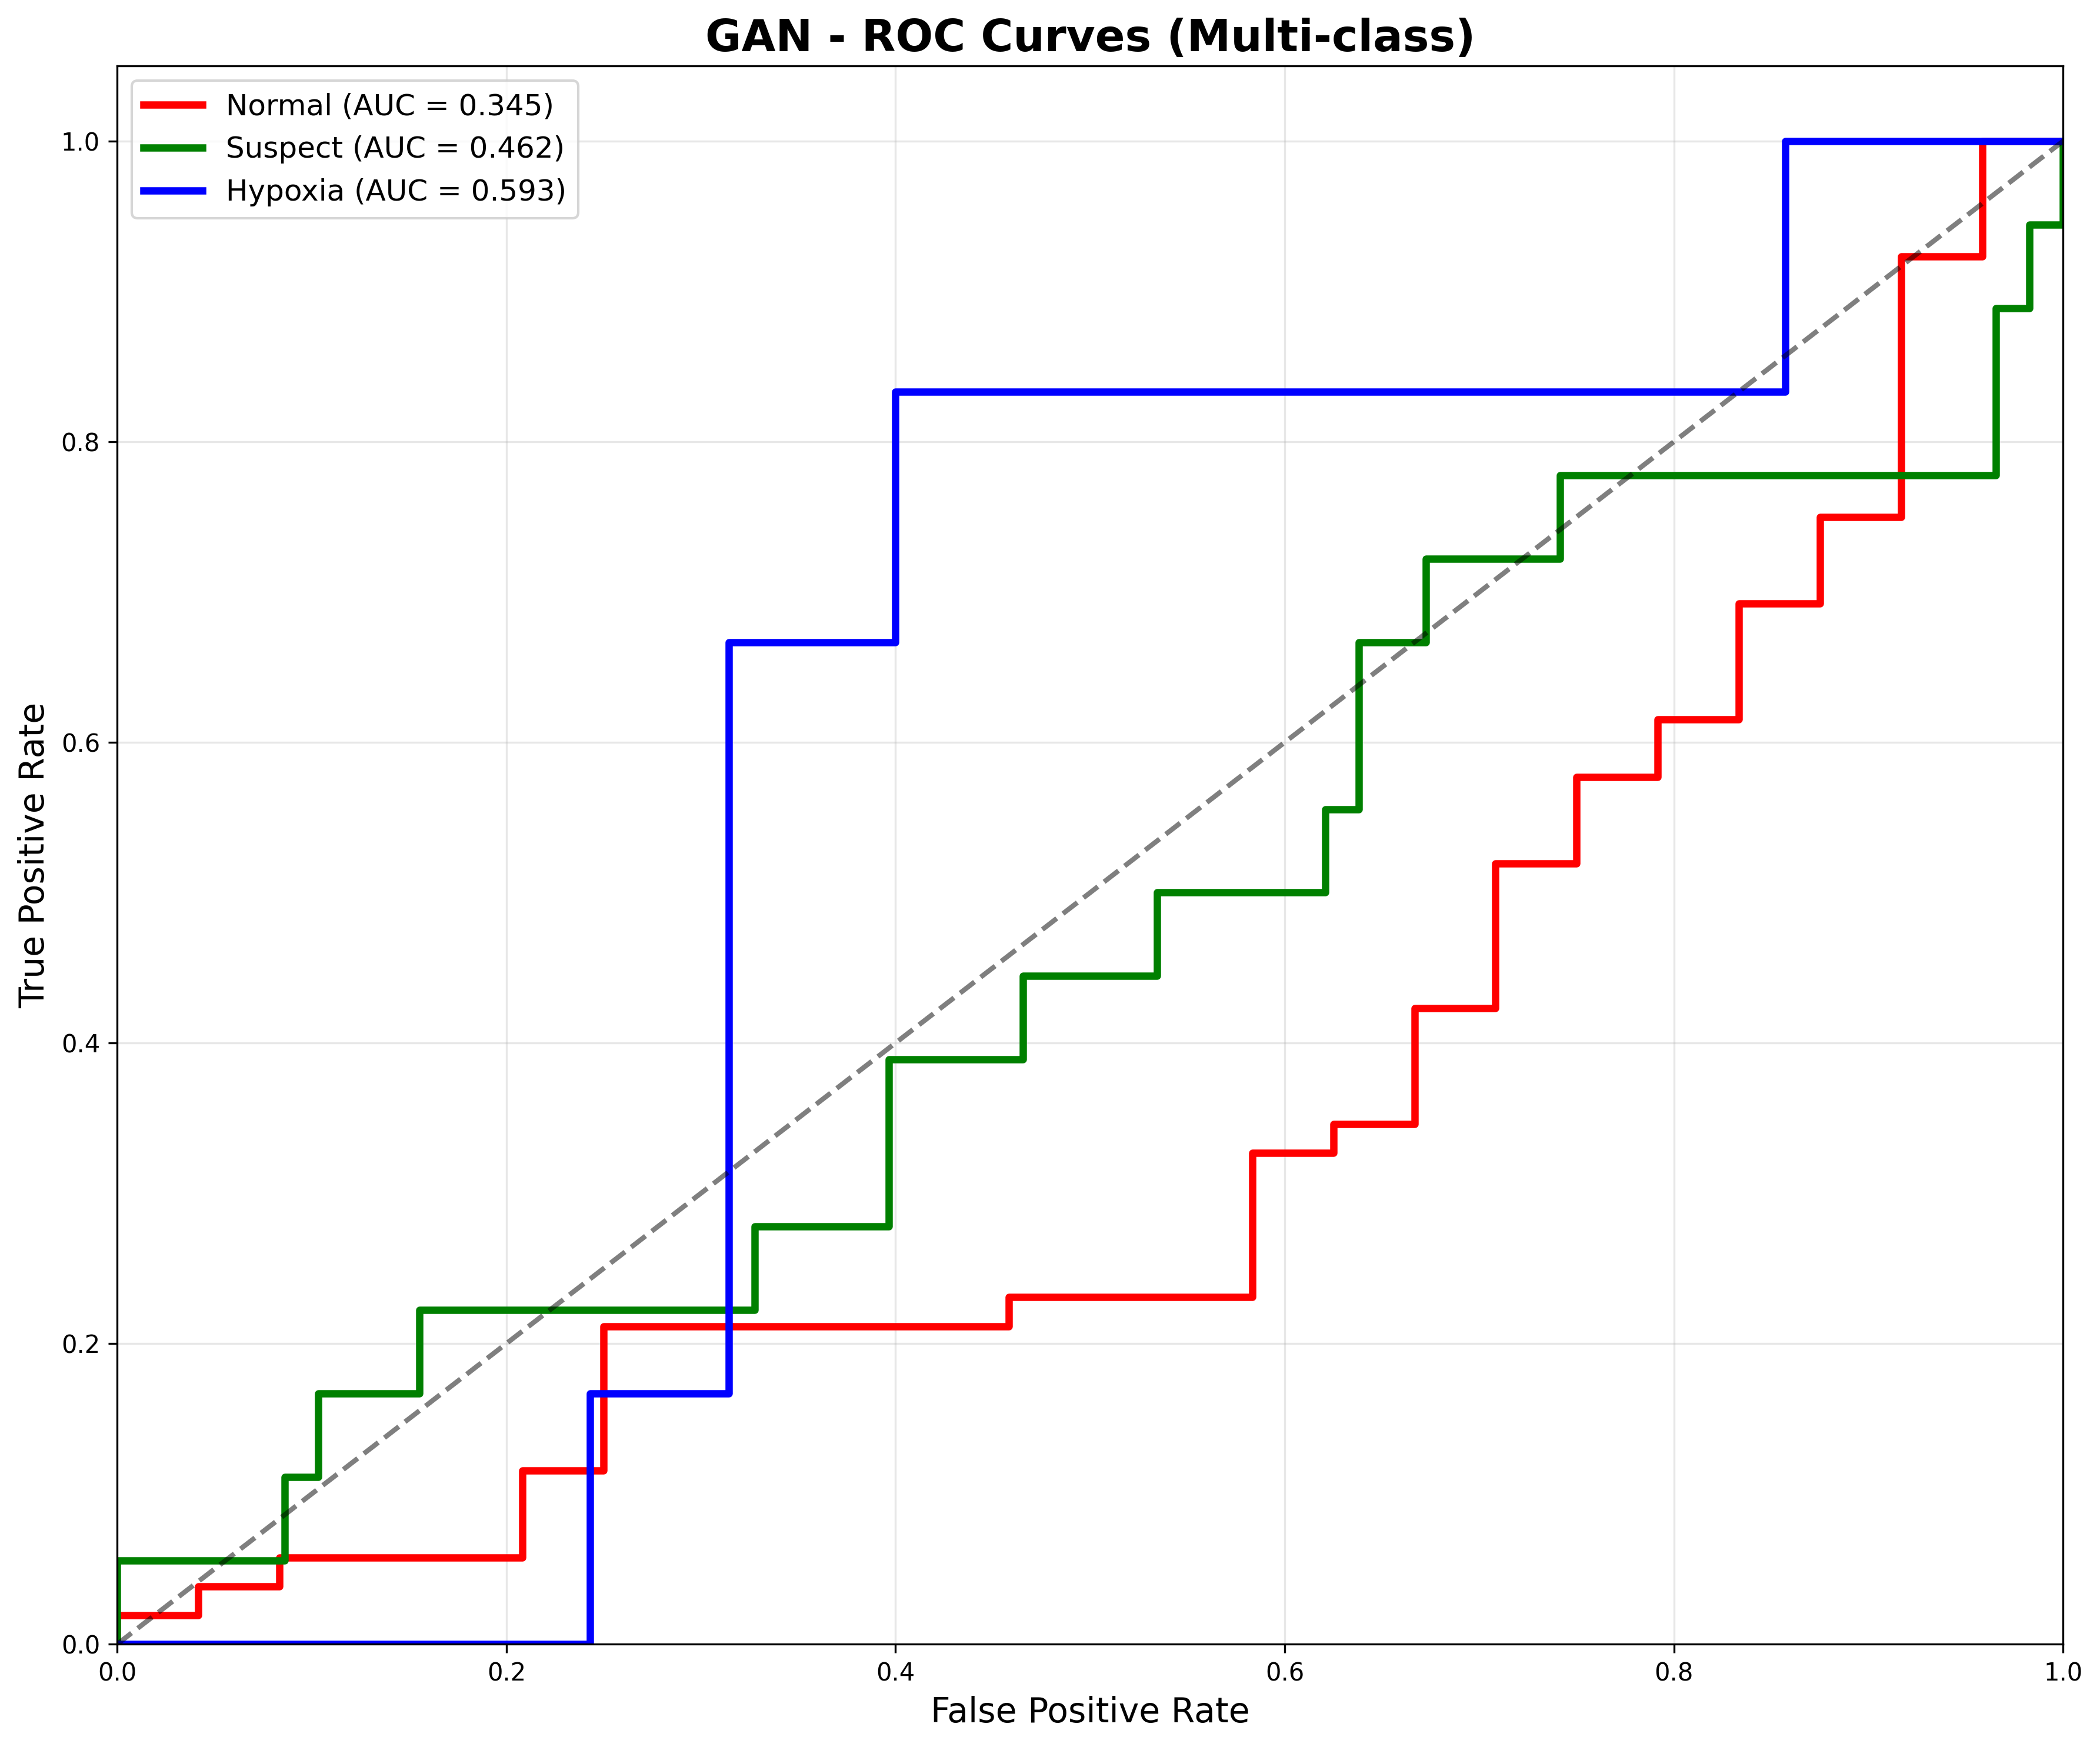 GAN - ROC Curves (Multi-class)
Normal (AUC = 0.345)
Suspect (AUC = 0.462)
Hypoxia (AUC = 0.593)
True Positive Rate
1.0
0.8
0.6
0.4
0.2
0.0
0.0 0.2 0.4 0.6 0.8 1.0
False Positive Rate